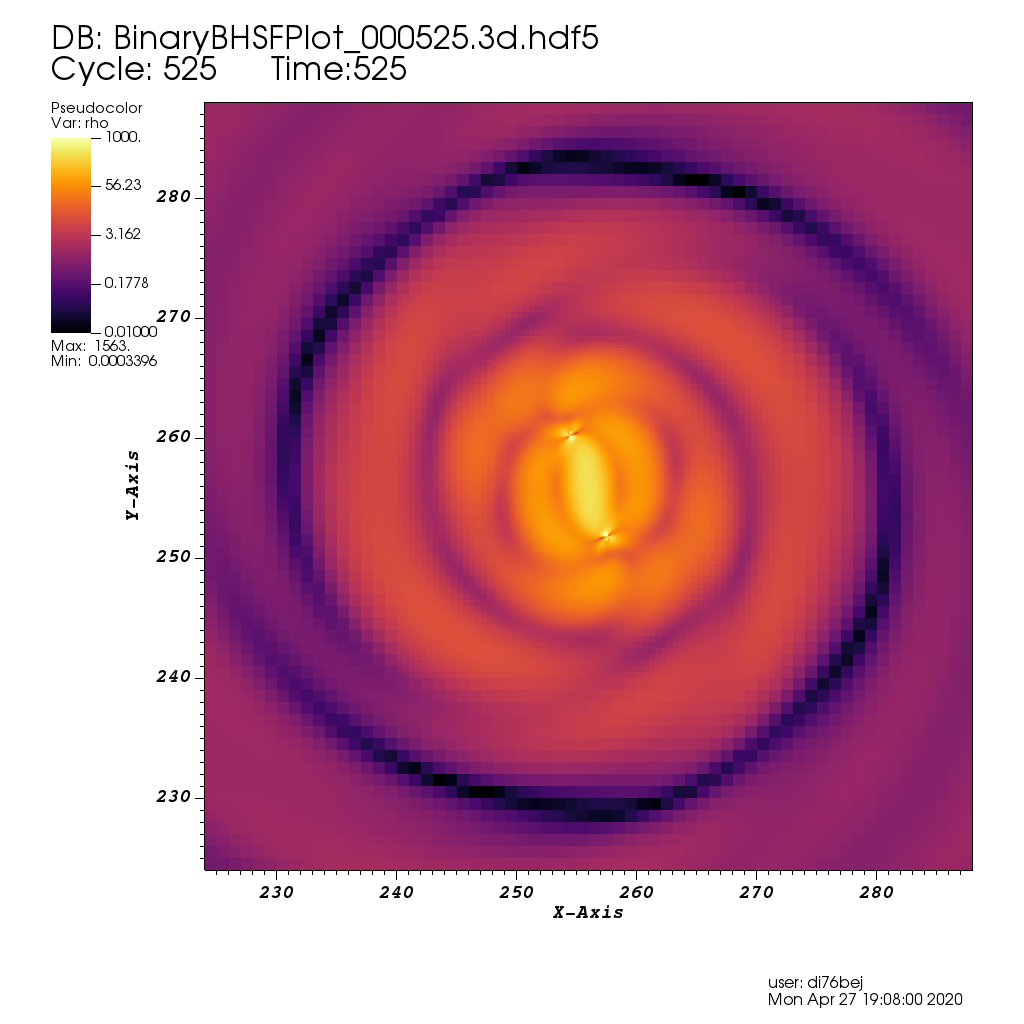 DB: BinaryBHSFPlot_000525.3d.hdf5
Cycle: 525 Time:525
Pseudocolor
Var: rho
1000.
56.23
3.162
0.1778
0.01000
Max: 1563.
Min: 0.0003396
280
270
260
250
240
230
Y-Axis
230 240 250 260 270 280
X-Axis
user: di76bej
Mon Apr 27 19:08:00 2020